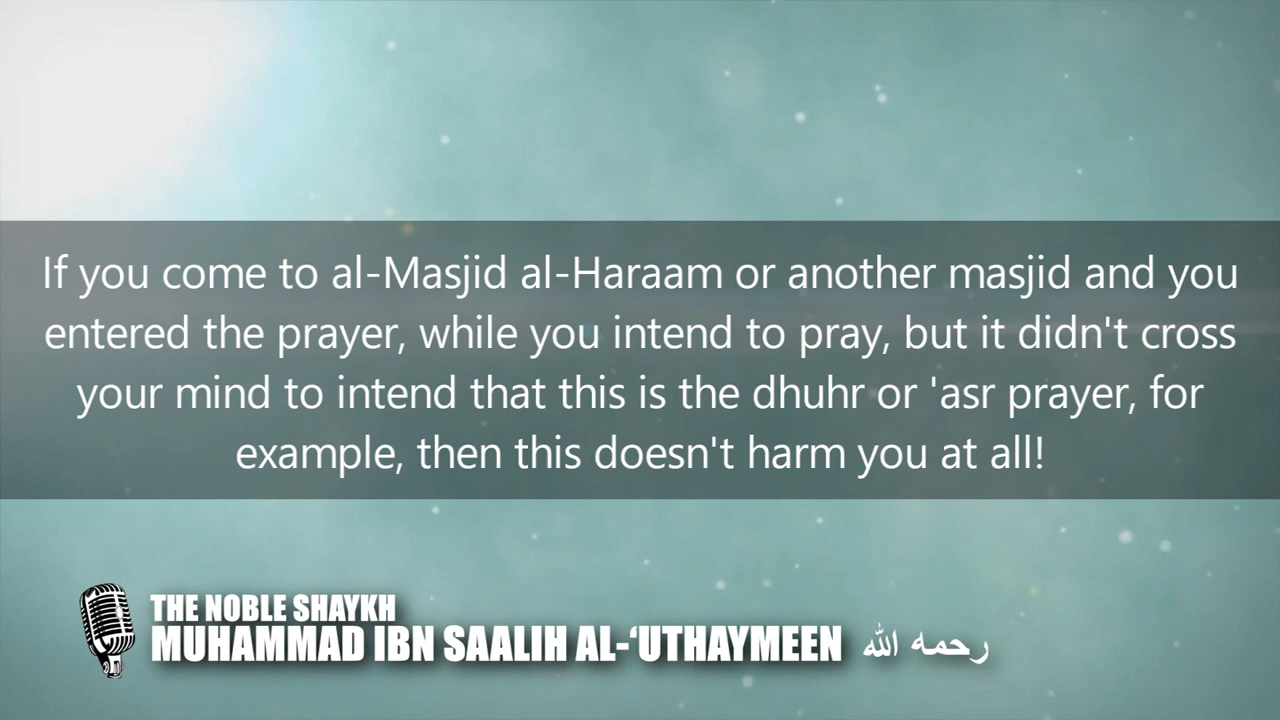 If you come to al-Masjid al-Haraam or another masjid and you
entered the prayer, while you intend to pray, but it didn't cross
your mind to intend that this is the dhuhr or 'asr prayer, for
example, then this doesn't harm you at all!
THE NOBLE SHAYKH
MUHAMMAD IBN SAALIH AL-‘UTHAYMEEN رحمه الله